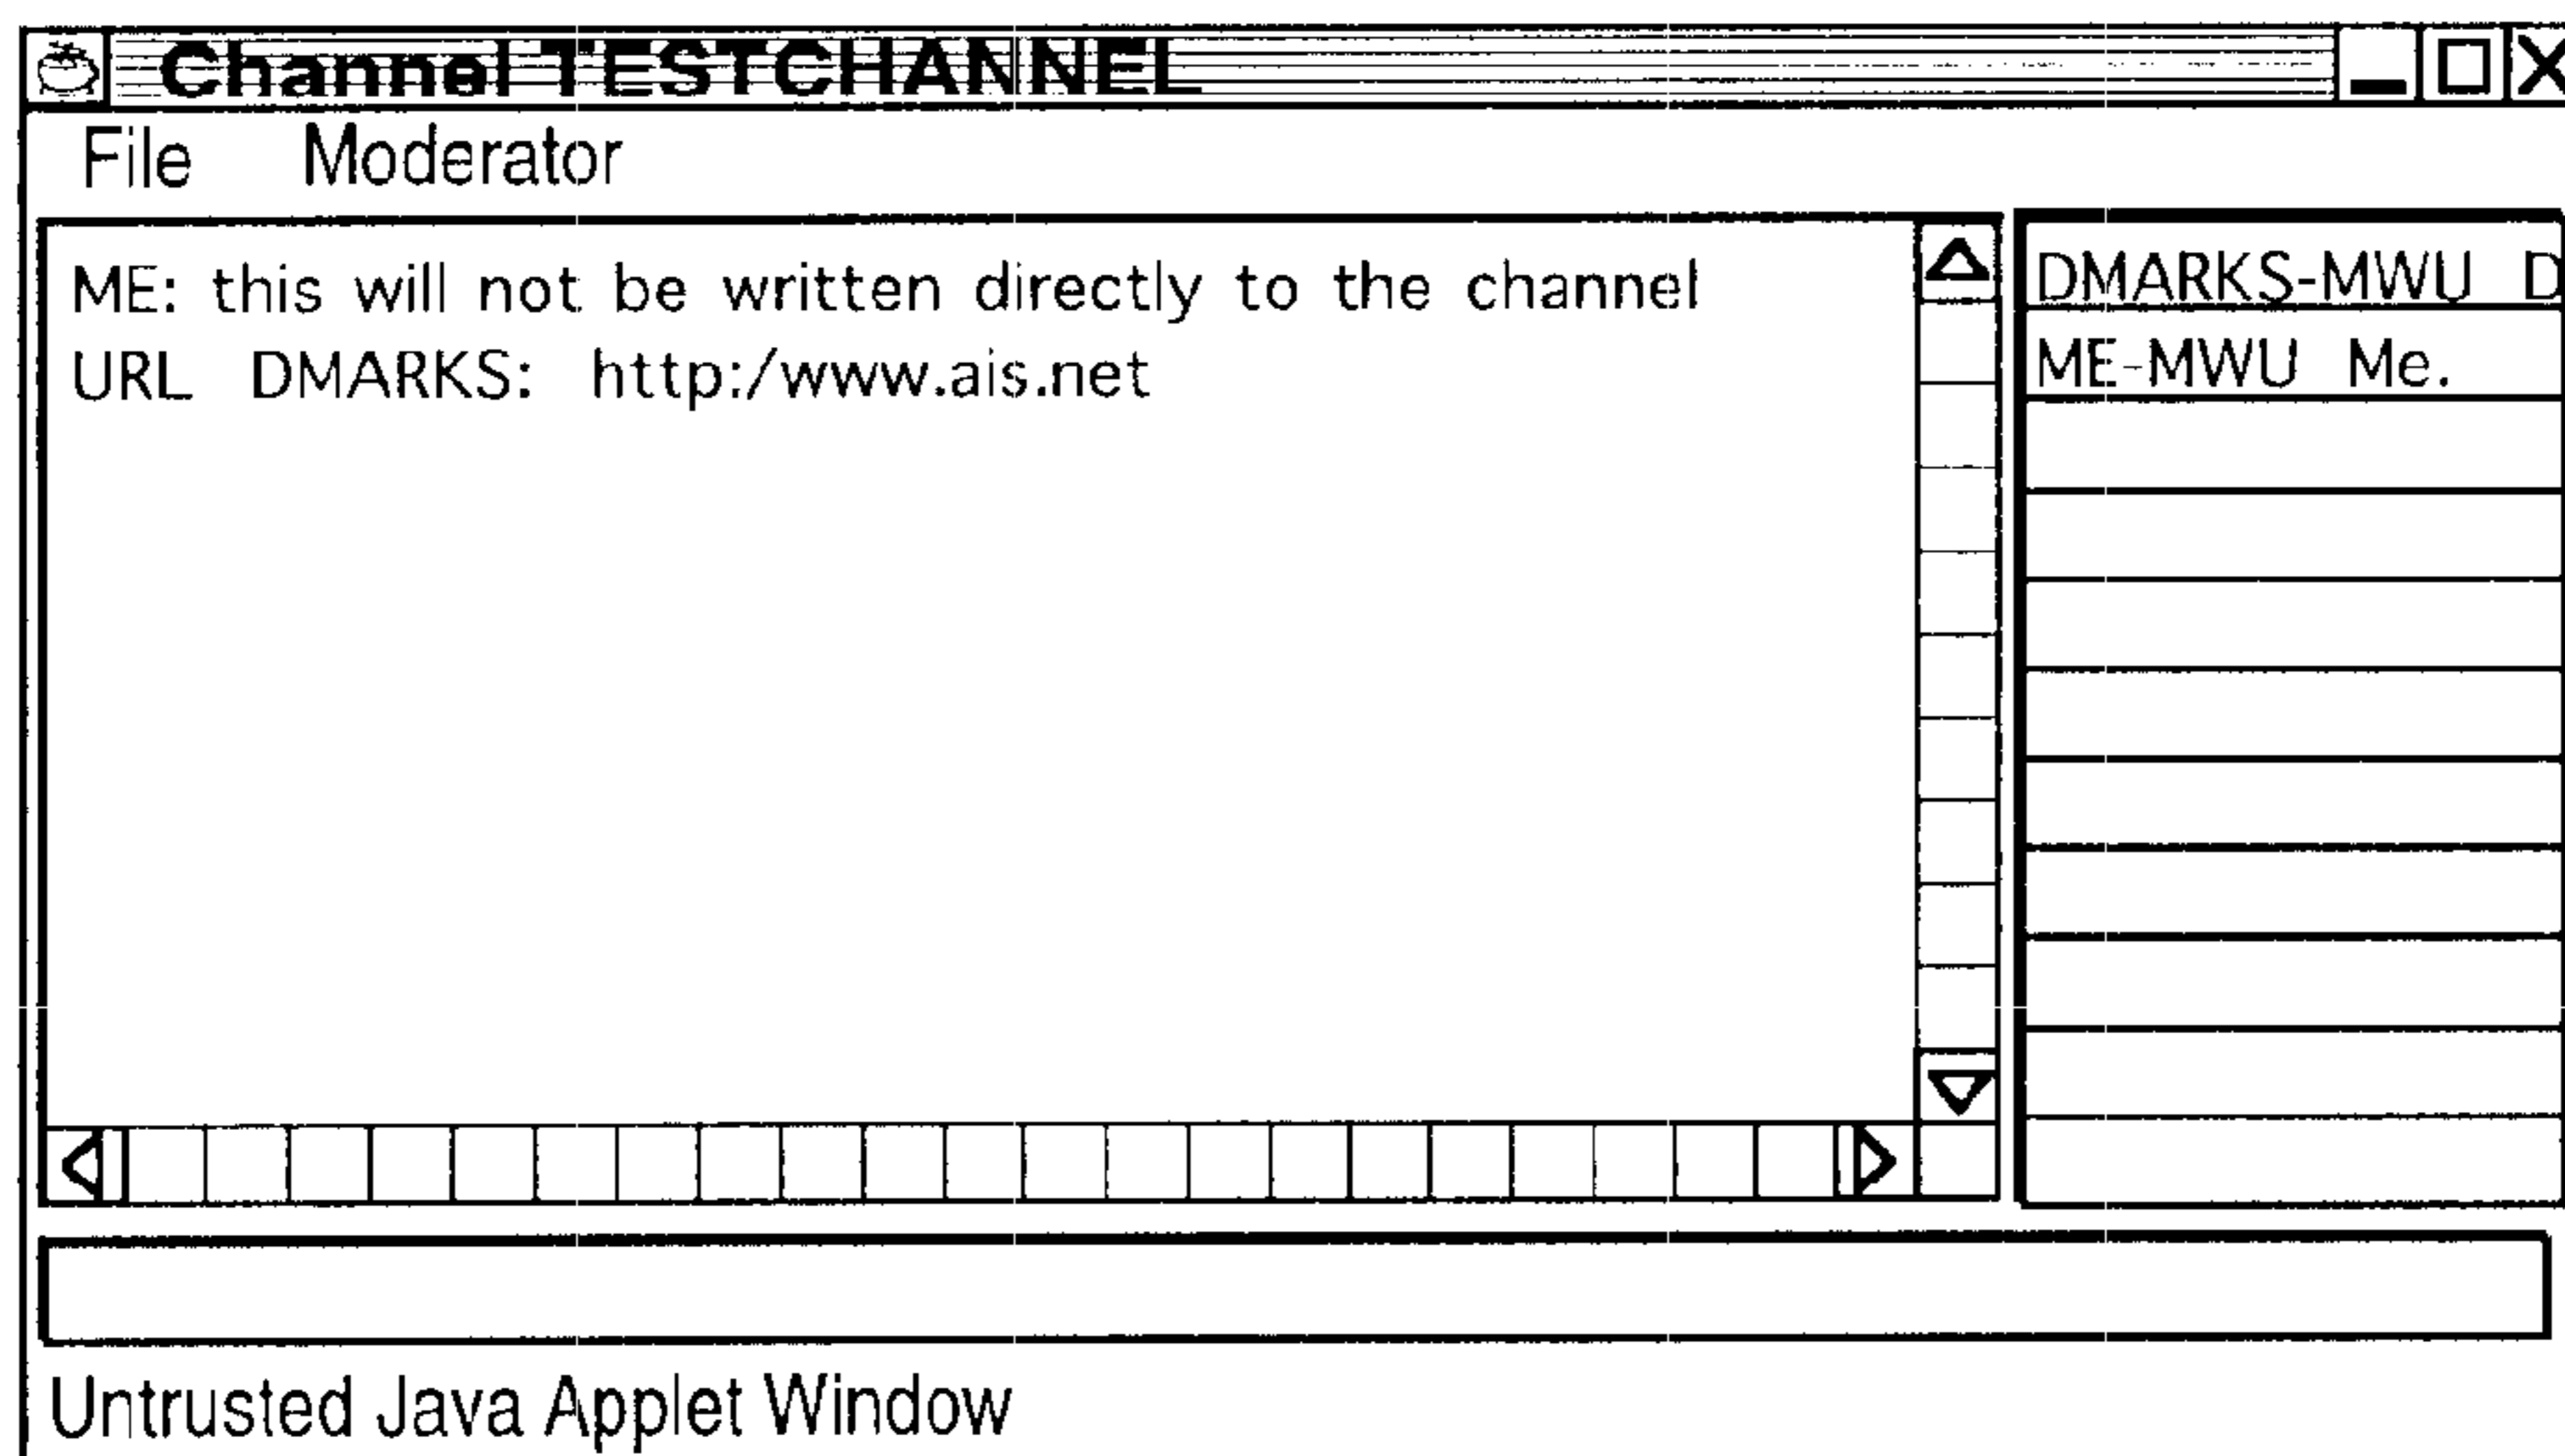 Channel TESTCHANNEL
File Moderator
ME: this will not be written directly to the channel
URL DMARKS: http:/www.ais.net
DMARKS-MWU D
ME-MWU Me.
Untrusted Java Applet Window